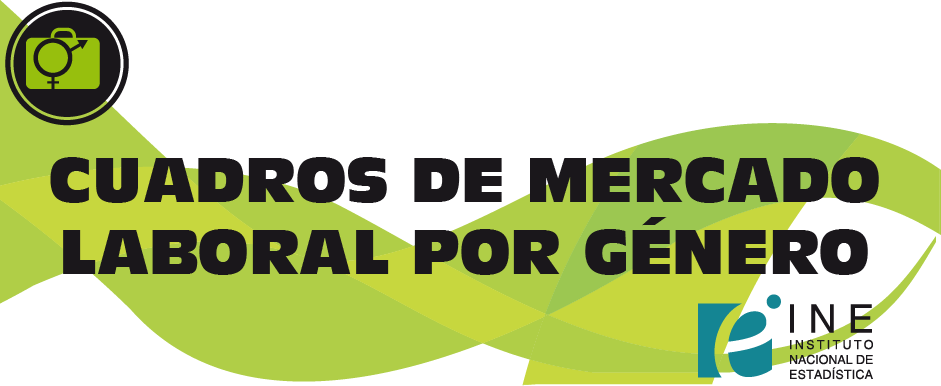 CUADROS DE MERCADO
LABORAL POR GÉNERO
INE
INSTITUTO
NACIONAL DE
ESTADÍSTICA